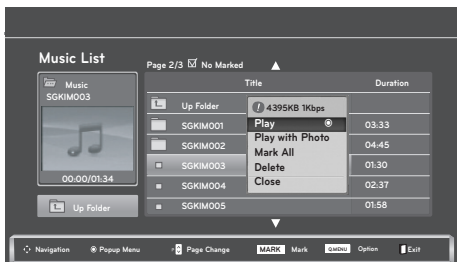 Music List
Page 2/3 ☑ No Marked
Music
SGKIM003
00:00/01:34
Up Folder
Title Duration
Up Folder
SGKIM001 03:33
SGKIM002 04:45
SGKIM003 01:30
SGKIM004 02:37
SGKIM005 01:58
4395KB 1Kbps
Play
Play with Photo
Mark All
Delete
Close
Navigation Popup Menu P Page Change MARK Mark Q.MENU Option Exit